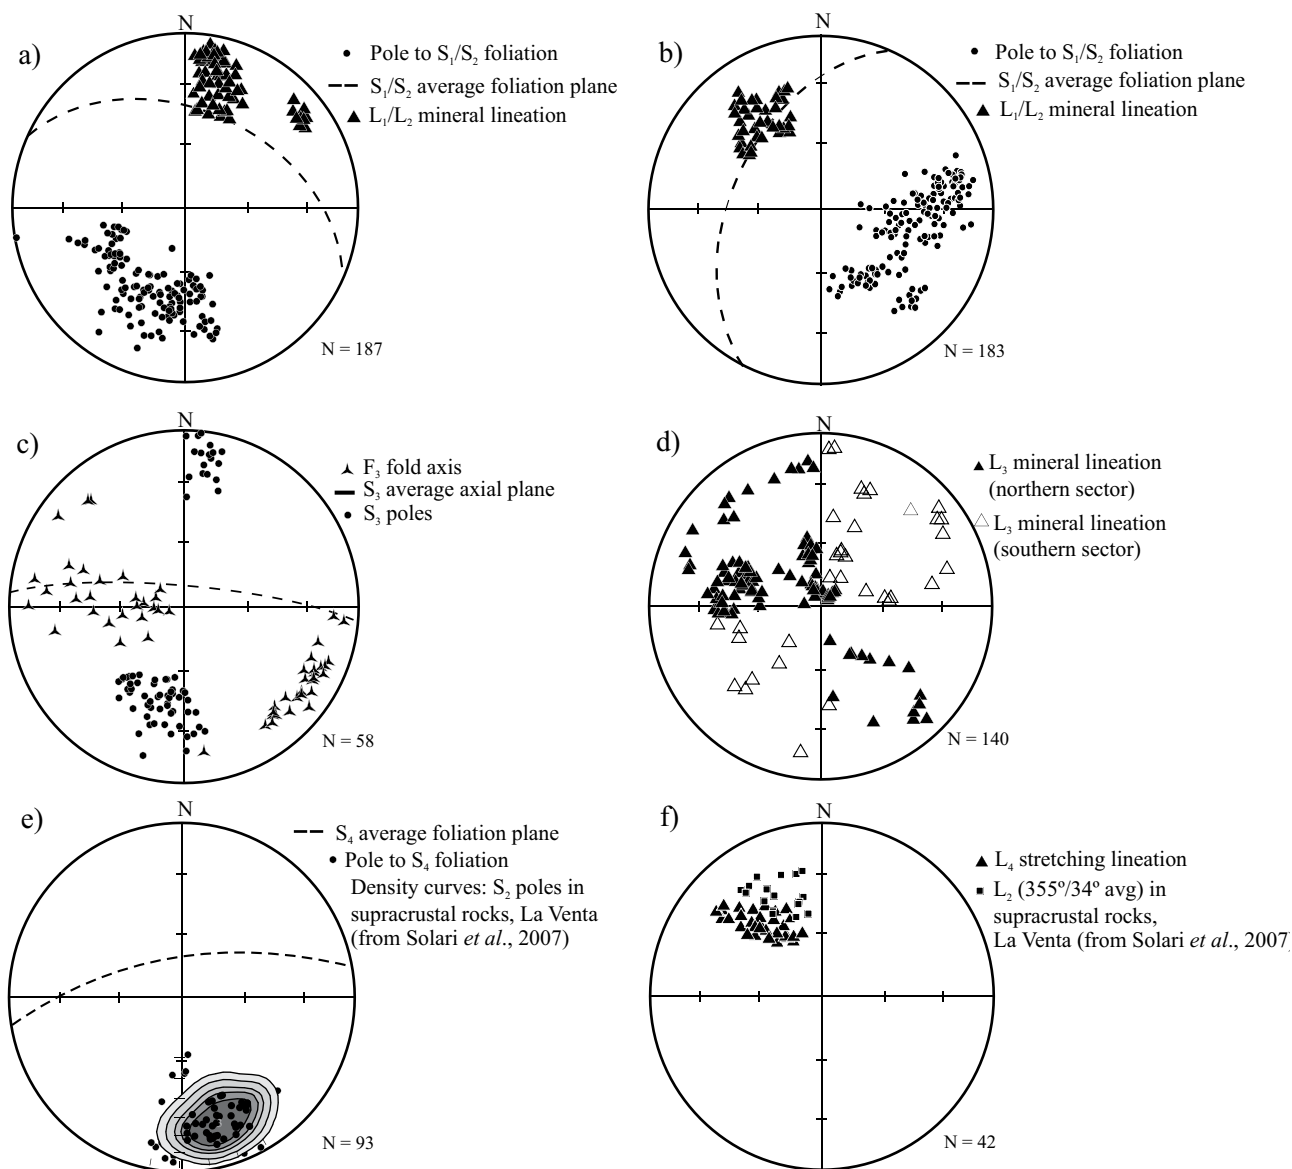 a)
N
Pole to S1/S2 foliation
S1/S2 average foliation plane
L1/L2 mineral lineation
N = 187
b)
N
Pole to S1/S2 foliation
S1/S2 average foliation plane
L1/L2 mineral lineation
N = 183
c)
N
F3 fold axis
S3 average axial plane
S3 poles
N = 58
d)
N
L3 mineral lineation
(northern sector)
L3 mineral lineation
(southern sector)
N = 140
e)
N
S4 average foliation plane
Pole to S4 foliation
Density curves: S2 poles in
supracrustal rocks, La Venta
(from Solari et al., 2007)
N = 93
f)
N
L4 stretching lineation
L2 (355º/34º avg) in
supracrustal rocks,
La Venta (from Solari et al., 2007)
N = 42